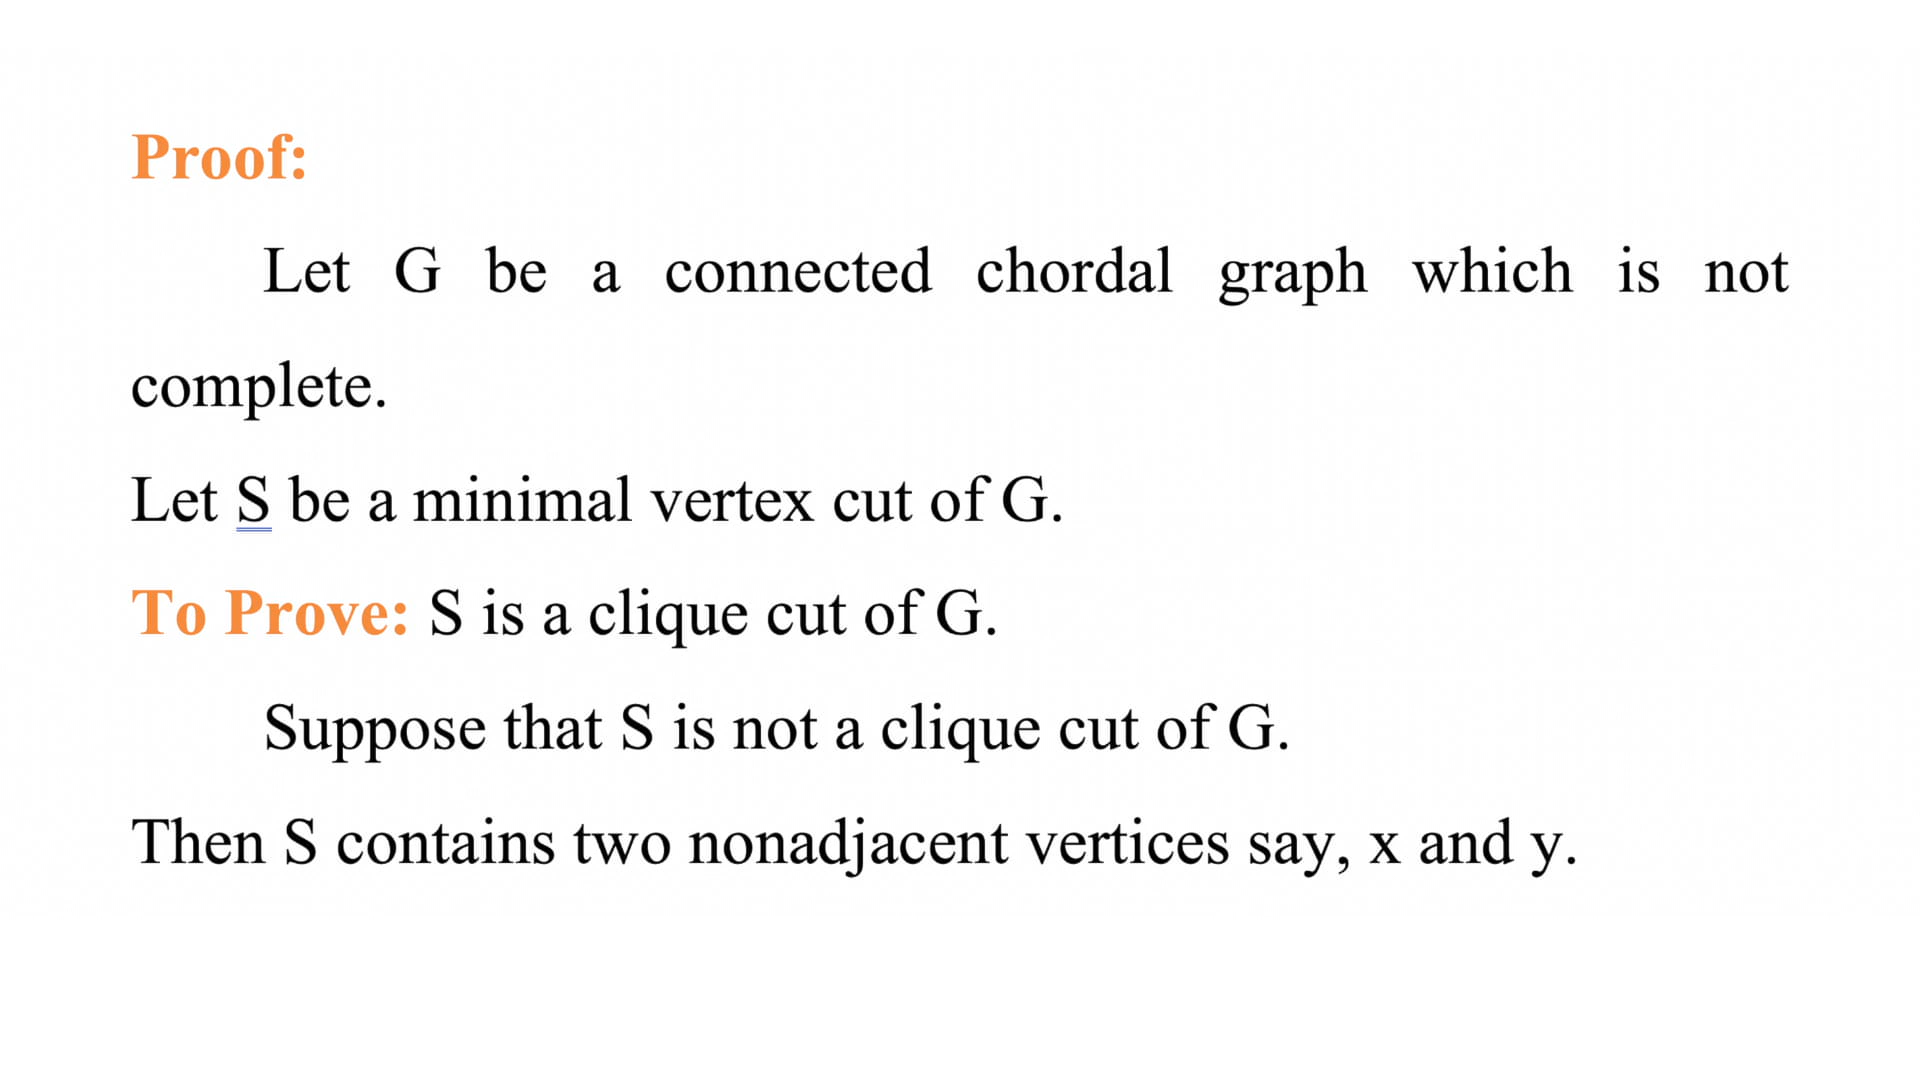 Proof:
Let G be a connected chordal graph which is not
complete.
Let S be a minimal vertex cut of G.
To Prove: S is a clique cut of G.
Suppose that S is not a clique cut of G.
Then S contains two nonadjacent vertices say, x and y.